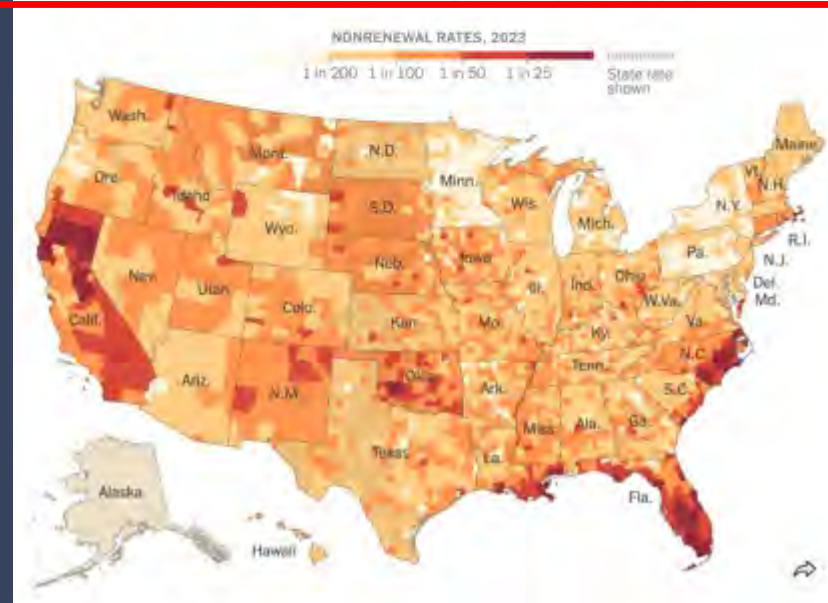 NONRENEWAL RATES, 2023
1 in 200 1 in 100 1 in 50 1 in 25 State rate
shown
Wash.
Maine
Mont.
N.D.
Vt.
Minn.
N.H.
Ore.
Idaho
S.D.
Wis.
N.Y.
Mich.
Wyo.
R.I.
Iowa
Pa.
N.J.
Neb.
Nev.
Ohio
Del.
Utah
Ill.
Ind.
Md.
W.Va.
Colo.
Calif.
Kan.
Mo.
Va.
Ky.
N.C.
Tenn.
Okla.
Ariz.
N.M.
Ark.
S.C.
Miss.
Ala.
Ga.
Texas
La.
Alaska
Fla.
Hawaii